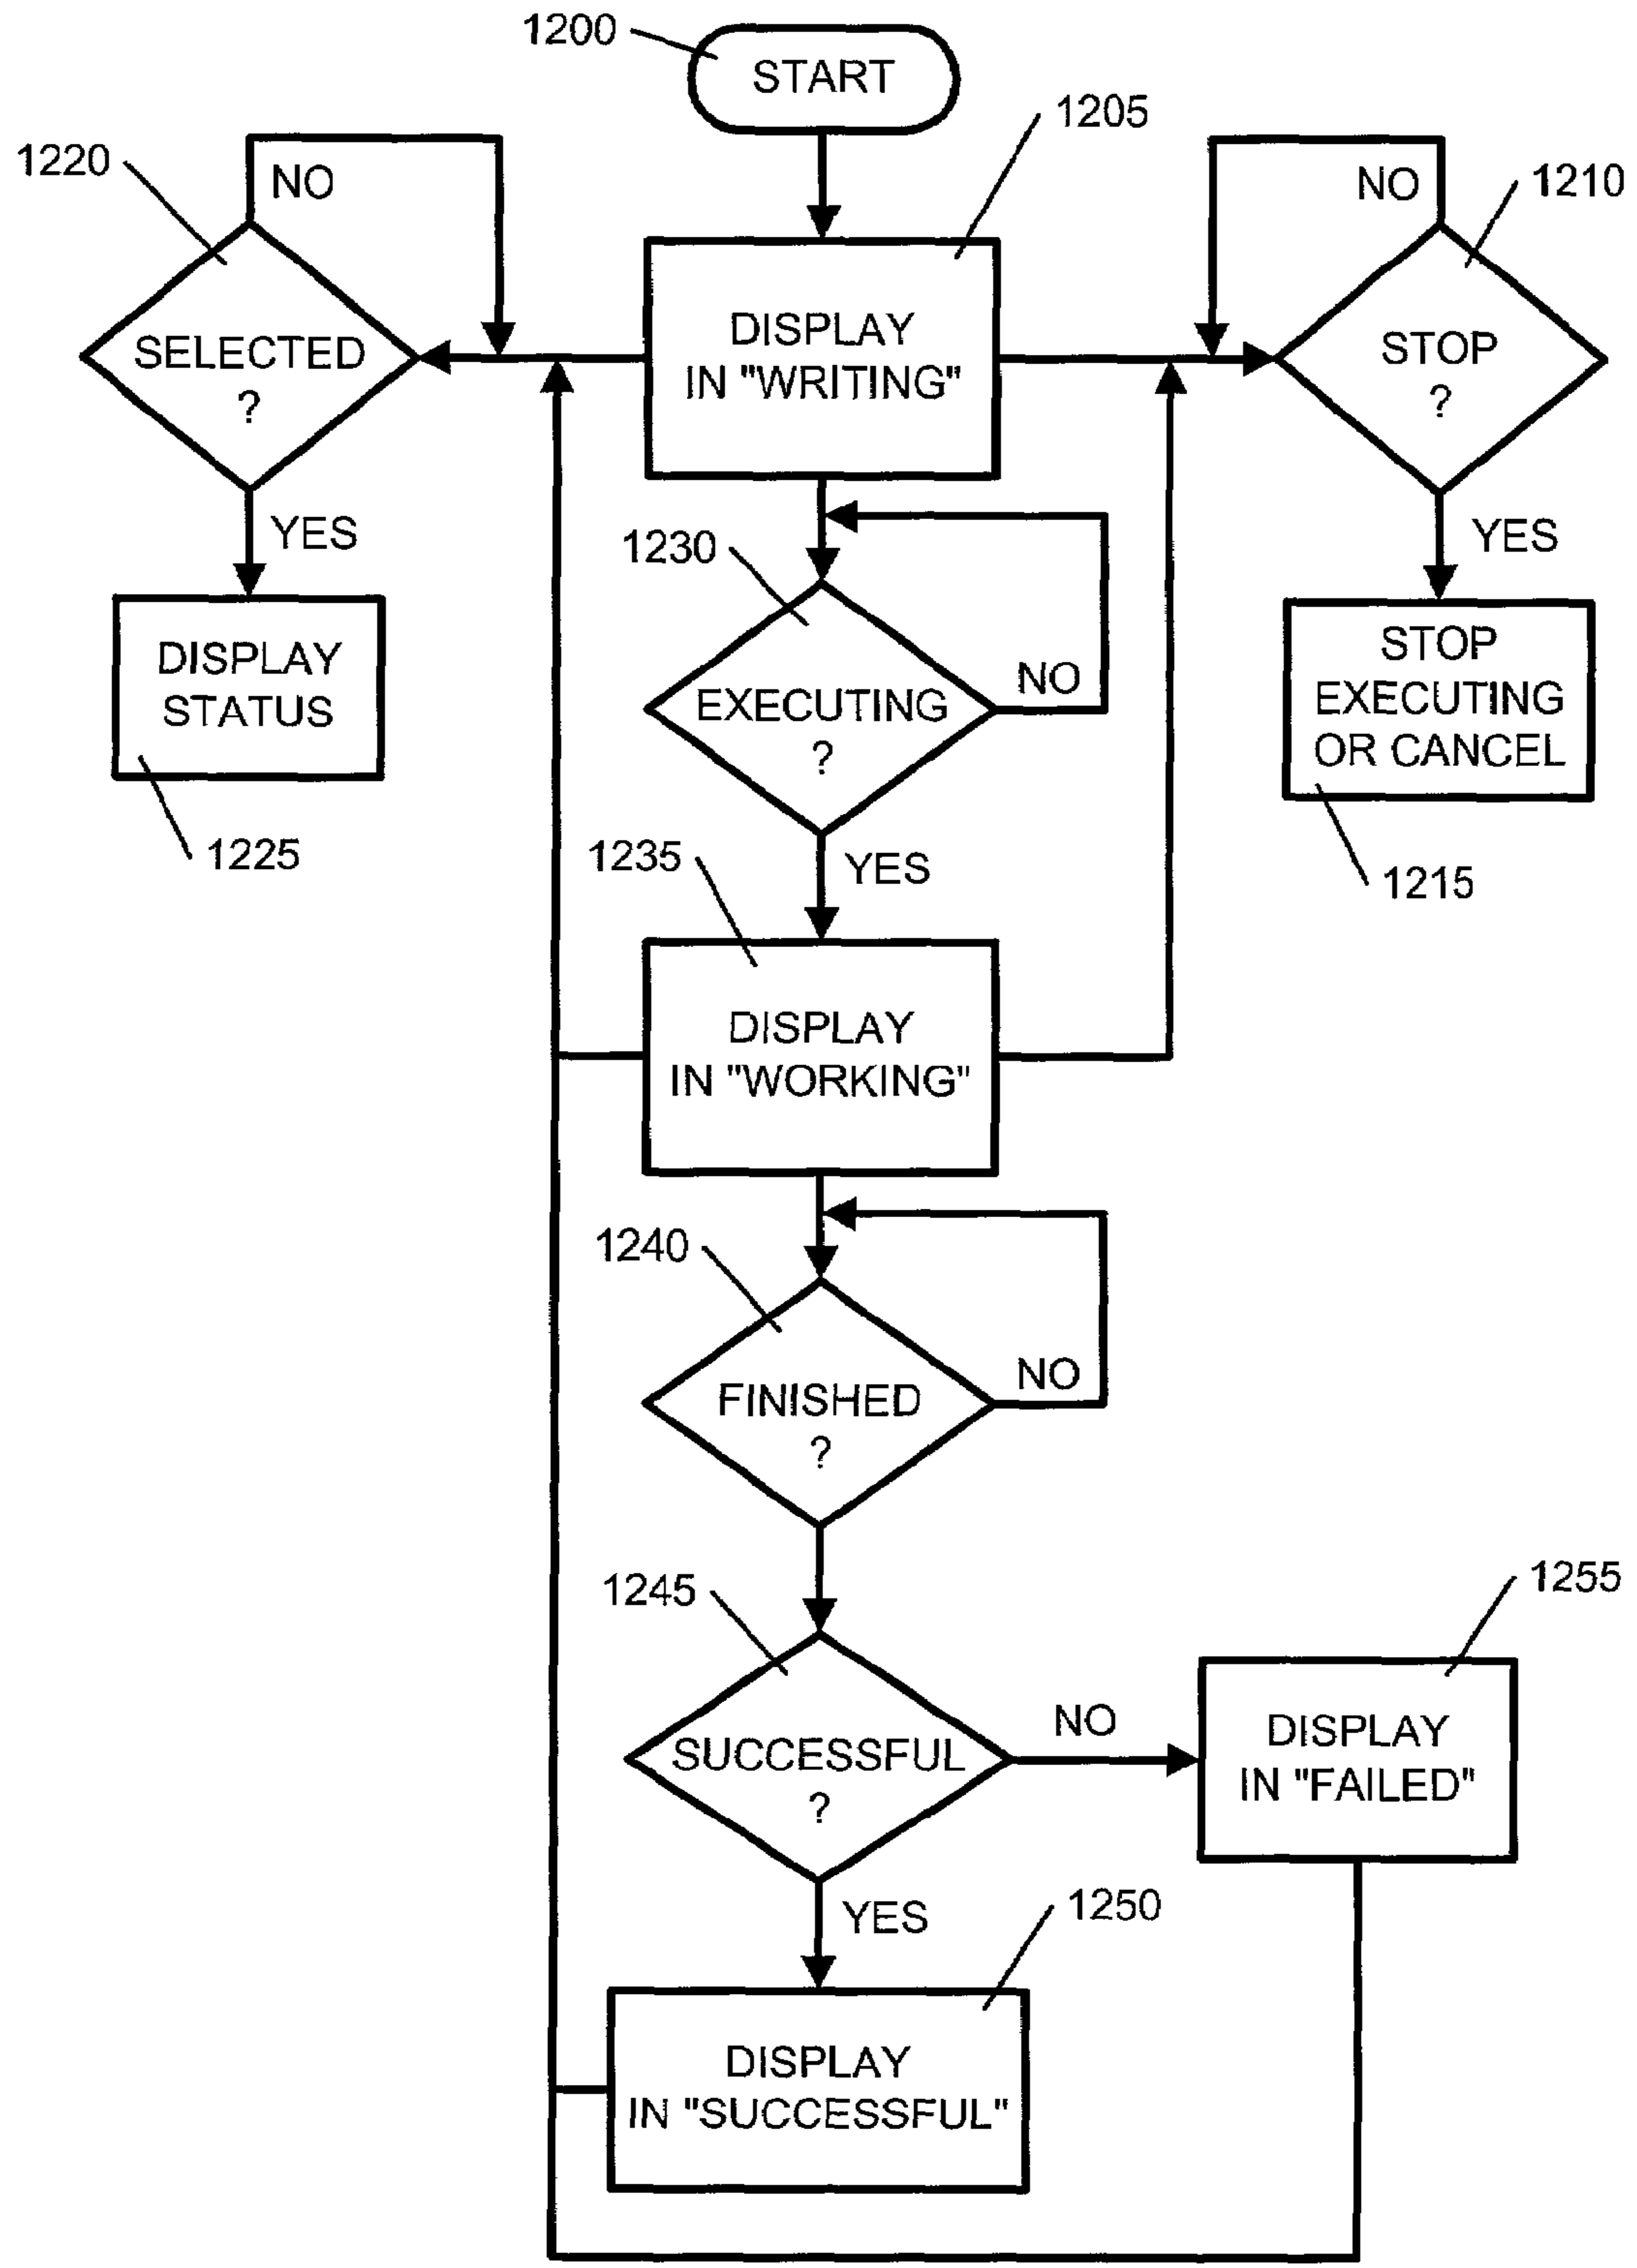 1200
START
1205
1220
NO
NO
1210
DISPLAY
IN "WRITING"
SELECTED
?
STOP
?
YES
YES
1230
DISPLAY
STATUS
STOP
EXECUTING
OR CANCEL
EXECUTING
?
NO
1225
1235
YES
1215
DISPLAY
IN "WORKING"
1240
FINISHED
?
NO
1245
1255
SUCCESSFUL
?
NO
DISPLAY
IN "FAILED"
YES
1250
DISPLAY
IN "SUCCESSFUL"